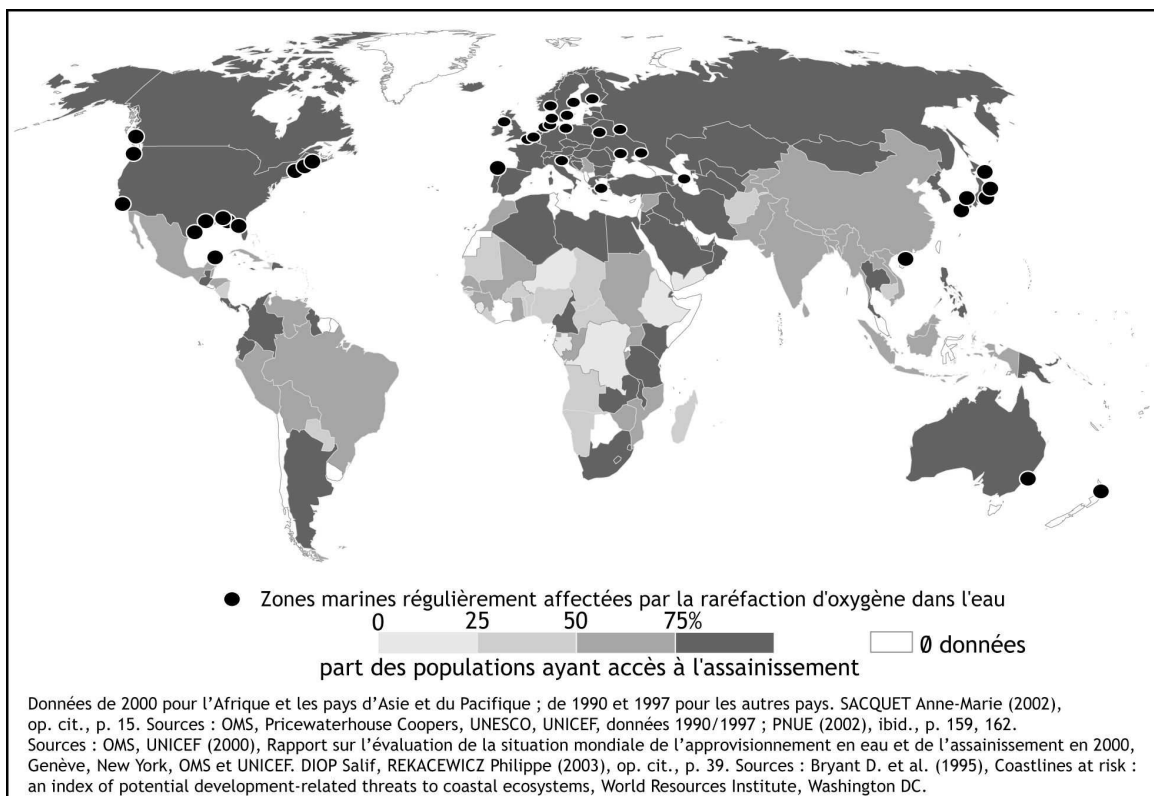 Zones marines régulièrement affectées par la raréfaction d'oxygène dans l'eau
0 25 50 75%
Ø données
part des populations ayant accès à l'assainissement
Données de 2000 pour l'Afrique et les pays d'Asie et du Pacifique ; de 1990 et 1997 pour les autres pays. SACQUET Anne-Marie (2002),
op. cit., p. 15. Sources : OMS, Pricewaterhouse Coopers, UNESCO, UNICEF, données 1990/1997 ; PNUE (2002), ibid., p. 159, 162.
Sources : OMS, UNICEF (2000), Rapport sur l'évaluation de la situation mondiale de l'approvisionnement en eau et de l'assainissement en 2000,
Genève, New York, OMS et UNICEF. DIOP Salif, REKACEWICZ Philippe (2003), op. cit., p. 39. Sources : Bryant D. et al. (1995), Coastlines at risk :
an index of potential development-related threats to coastal ecosystems, World Resources Institute, Washington DC.